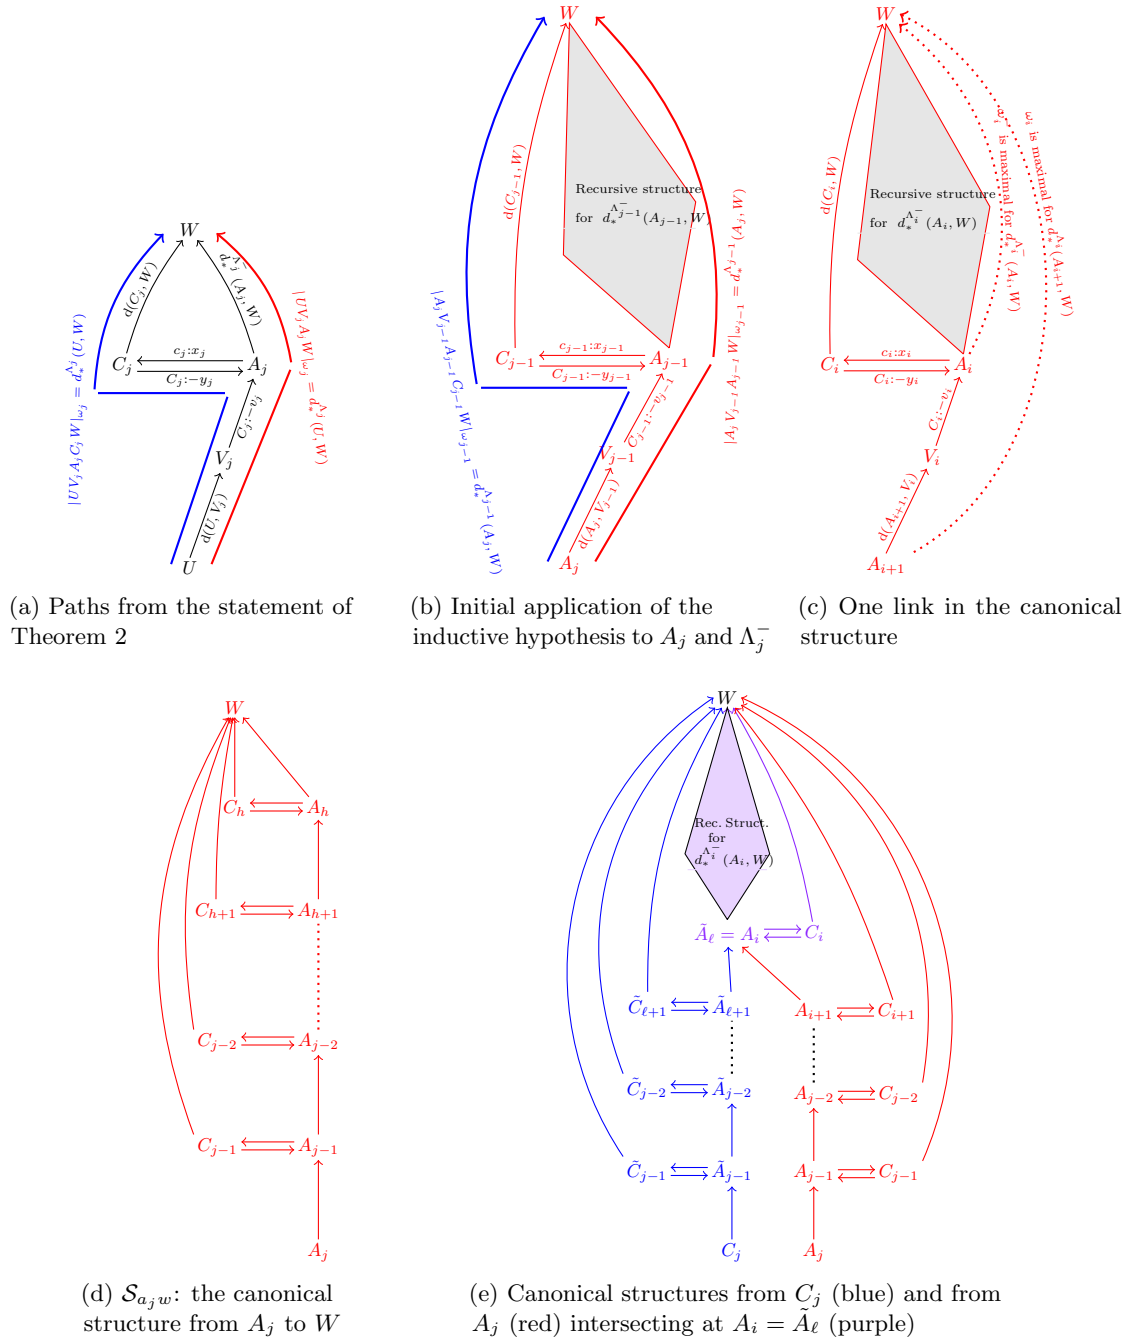 W
d(C_j, W)
d_*^{Λ_j^-}(A_j, W)
|UV_jA_jC_jW|_{ω_j} = d_*^{Λ_j}(U, W)
|UV_jA_jW|_{ω_j} = d_*^{Λ_j}(U, W)
C_j
c_j:x_j
C_j:−y_j
A_j
C_j:−v_j
V_j
d(U, V_j)
U
(a) Paths from the statement of
Theorem 2
W
d(C_{j−1}, W)
Recursive structure
for d_*^{Λ_{j−1}^-}(A_{j−1}, W)
|A_jV_{j−1}A_{j−1}C_{j−1}W|_{ω_{j−1}} = d_*^{Λ_{j−1}}(A_j, W)
|A_jV_{j−1}A_{j−1}W|_{ω_{j−1}} = d_*^{Λ_{j−1}}(A_j, W)
C_{j−1}
c_{j−1}:x_{j−1}
C_{j−1}:−y_{j−1}
A_{j−1}
C_{j−1}:−v_{j−1}
V_{j−1}
d(A_j, V_{j−1})
A_j
(b) Initial application of the
inductive hypothesis to A_j and Λ_j^-
W
d(C_i, W)
Recursive structure
for d_*^{Λ_i^-}(A_i, W)
ω_i^- is maximal for d_*^{Λ_i^-}(A_i, W)
ω_i is maximal for d_*^{Λ_i}(A_{i+1}, W)
C_i
c_i:x_i
C_i:−y_i
A_i
C_i:−v_i
V_i
d(A_{i+1}, V_i)
A_{i+1}
(c) One link in the canonical
structure
W
C_h A_h
C_{h+1} A_{h+1}
C_{j−2} A_{j−2}
C_{j−1} A_{j−1}
A_j
(d) 𝒮_{a_jw}: the canonical
structure from A_j to W
W
Rec. Struct.
for
d_*^{Λ_i^-}(A_i, W)
Ã_ℓ = A_i C_i
C̃_{ℓ+1} Ã_{ℓ+1} A_{i+1} C_{i+1}
C̃_{j−2} Ã_{j−2} A_{j−2} C_{j−2}
C̃_{j−1} Ã_{j−1} A_{j−1} C_{j−1}
C_j A_j
(e) Canonical structures from C_j (blue) and from
A_j (red) intersecting at A_i = Ã_ℓ (purple)